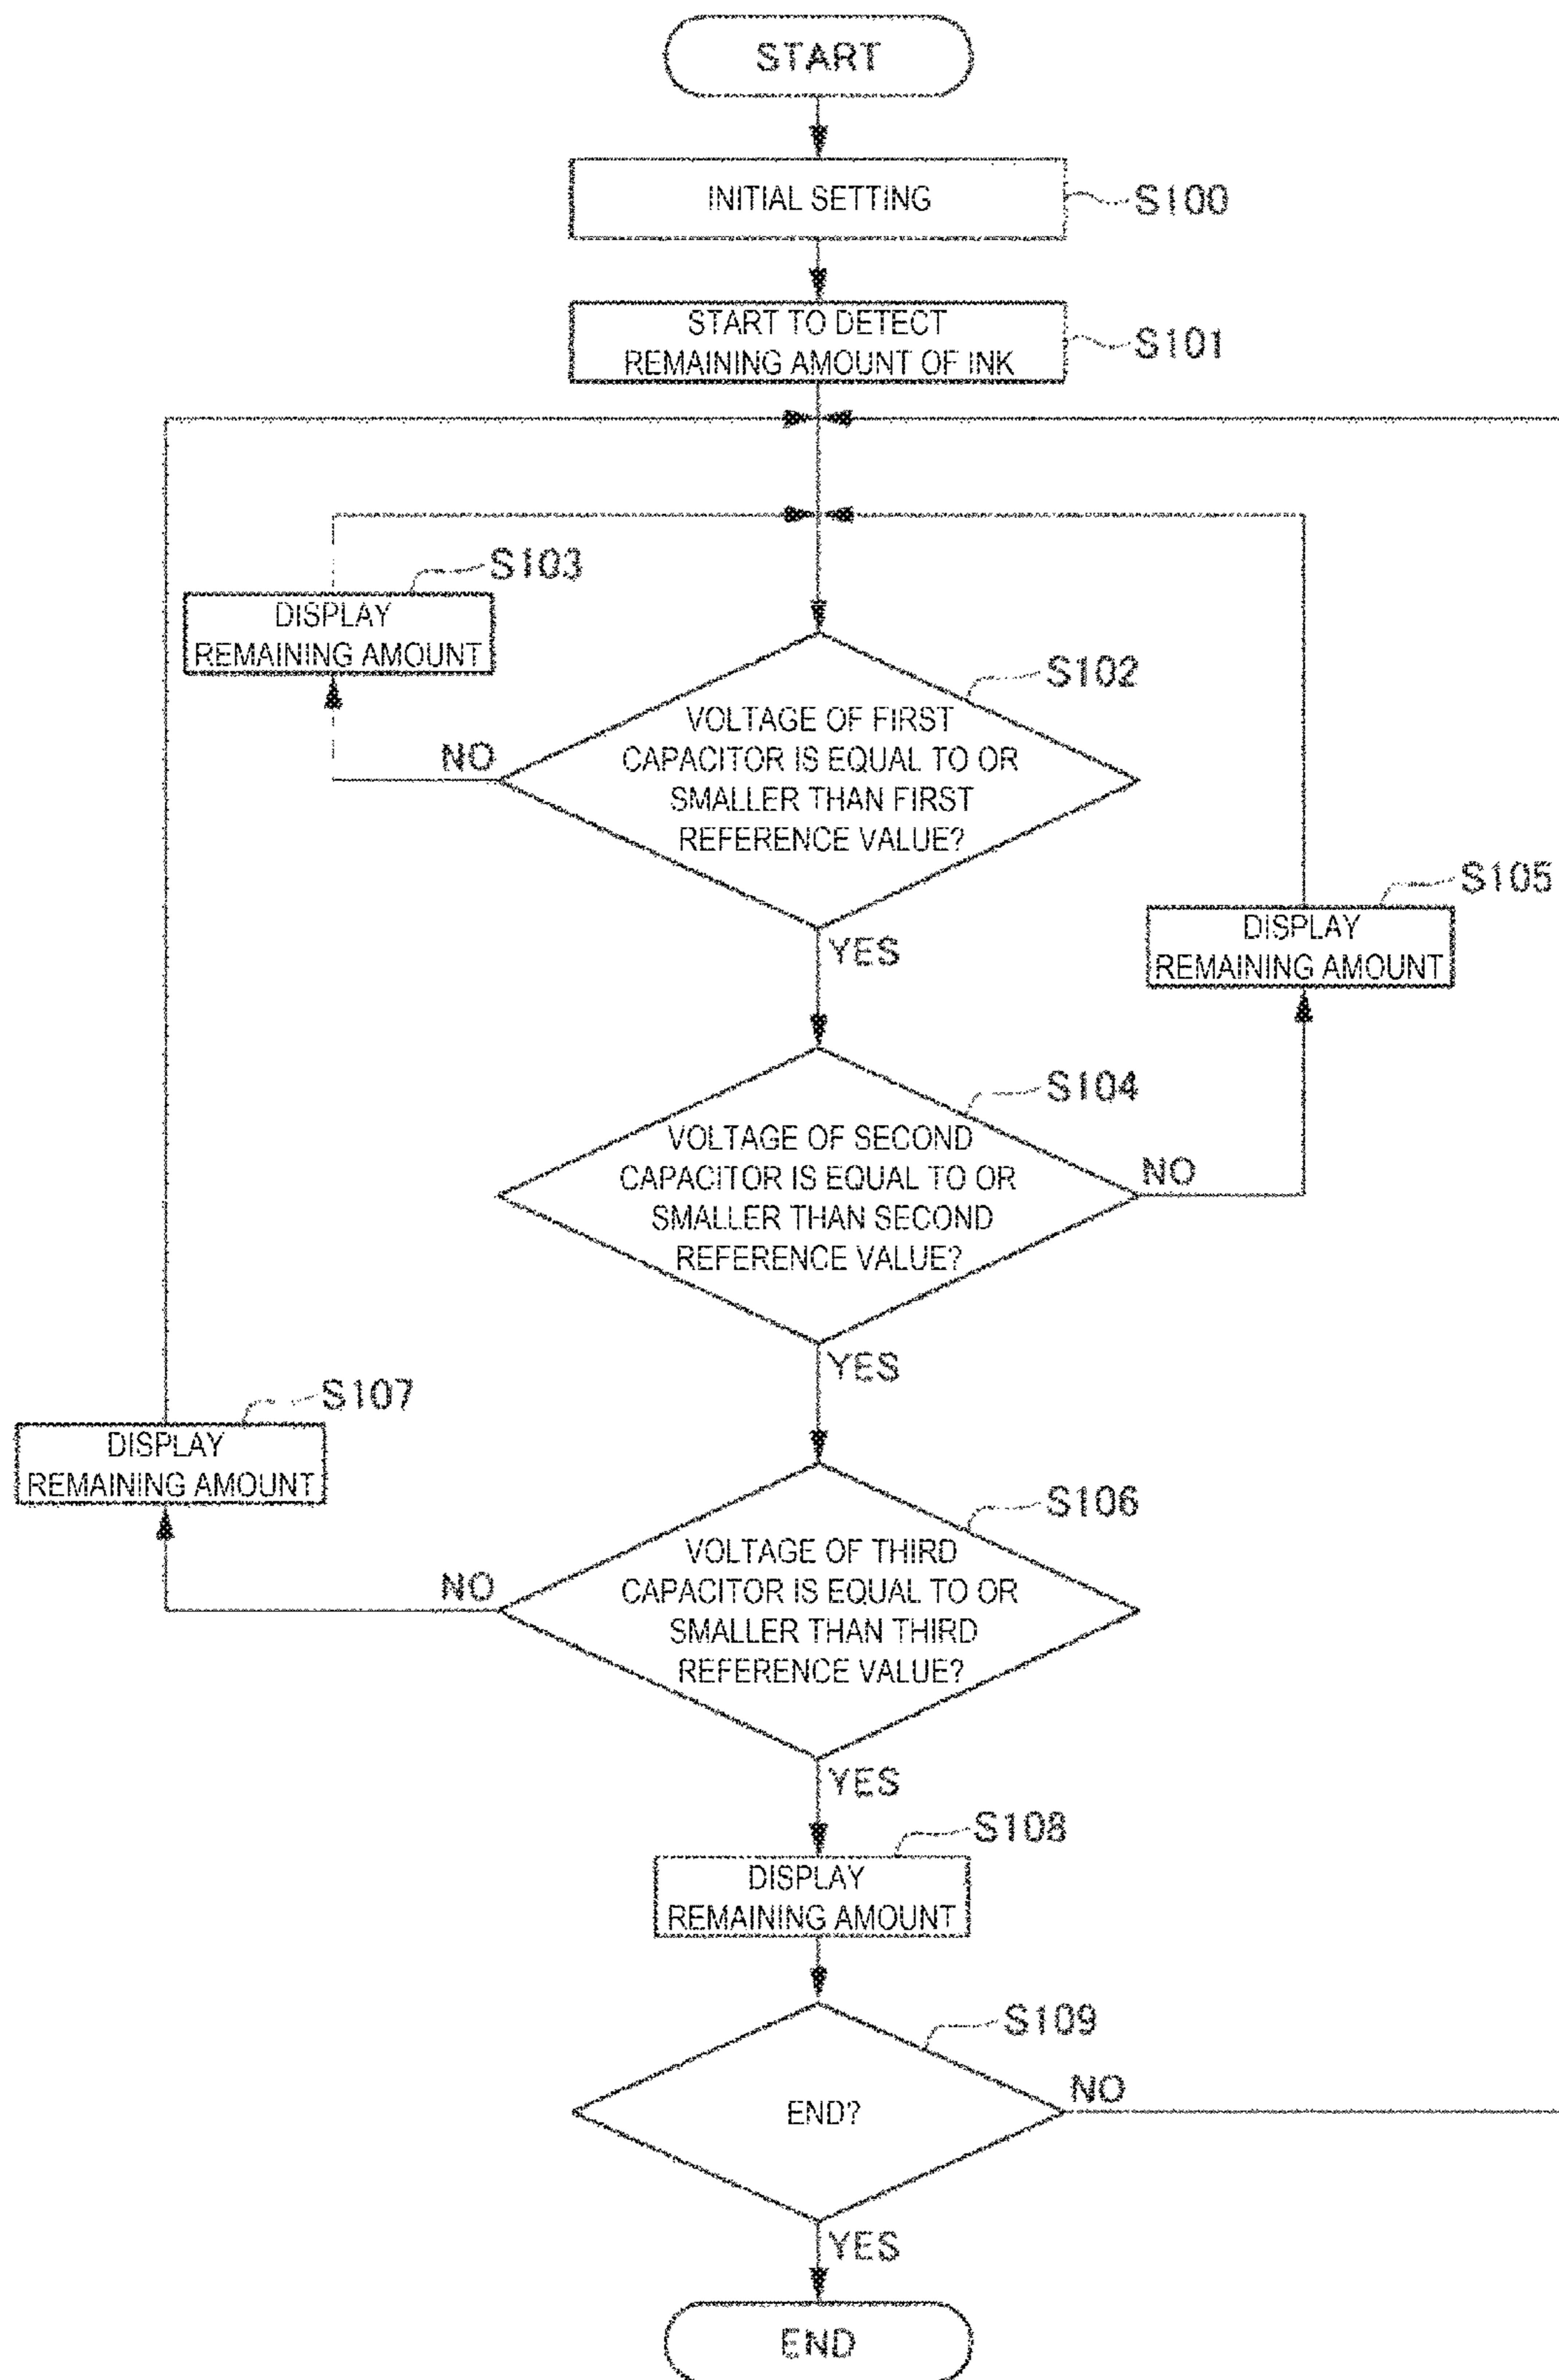 START
INITIAL SETTING
S100
START TO DETECT
REMAINING AMOUNT OF INK
S101
S103
DISPLAY
REMAINING AMOUNT
S102
VOLTAGE OF FIRST
CAPACITOR IS EQUAL TO OR
SMALLER THAN FIRST
REFERENCE VALUE?
NO
YES
S105
DISPLAY
REMAINING AMOUNT
S104
VOLTAGE OF SECOND
CAPACITOR IS EQUAL TO OR
SMALLER THAN SECOND
REFERENCE VALUE?
NO
YES
S107
DISPLAY
REMAINING AMOUNT
S106
VOLTAGE OF THIRD
CAPACITOR IS EQUAL TO OR
SMALLER THAN THIRD
REFERENCE VALUE?
NO
YES
S108
DISPLAY
REMAINING AMOUNT
S109
END?
NO
YES
END